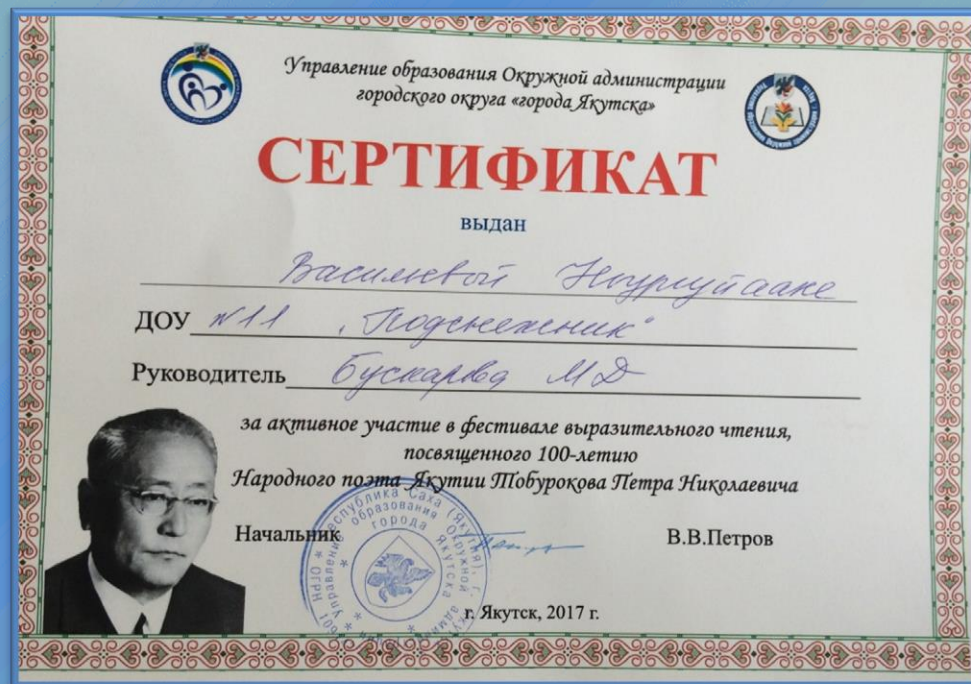 Управление образования Окружной администрации
городского округа «города Якутска»
СЕРТИФИКАТ
выдан
Васильевой Нюргуйаане
ДОУ №11 "Подснежник"
Руководитель Бускарова М Д
за активное участие в фестивале выразительного чтения,
посвященного 100-летию
Народного поэта Якутии Тобурокова Петра Николаевича
Начальник В.В.Петров
г. Якутск, 2017 г.